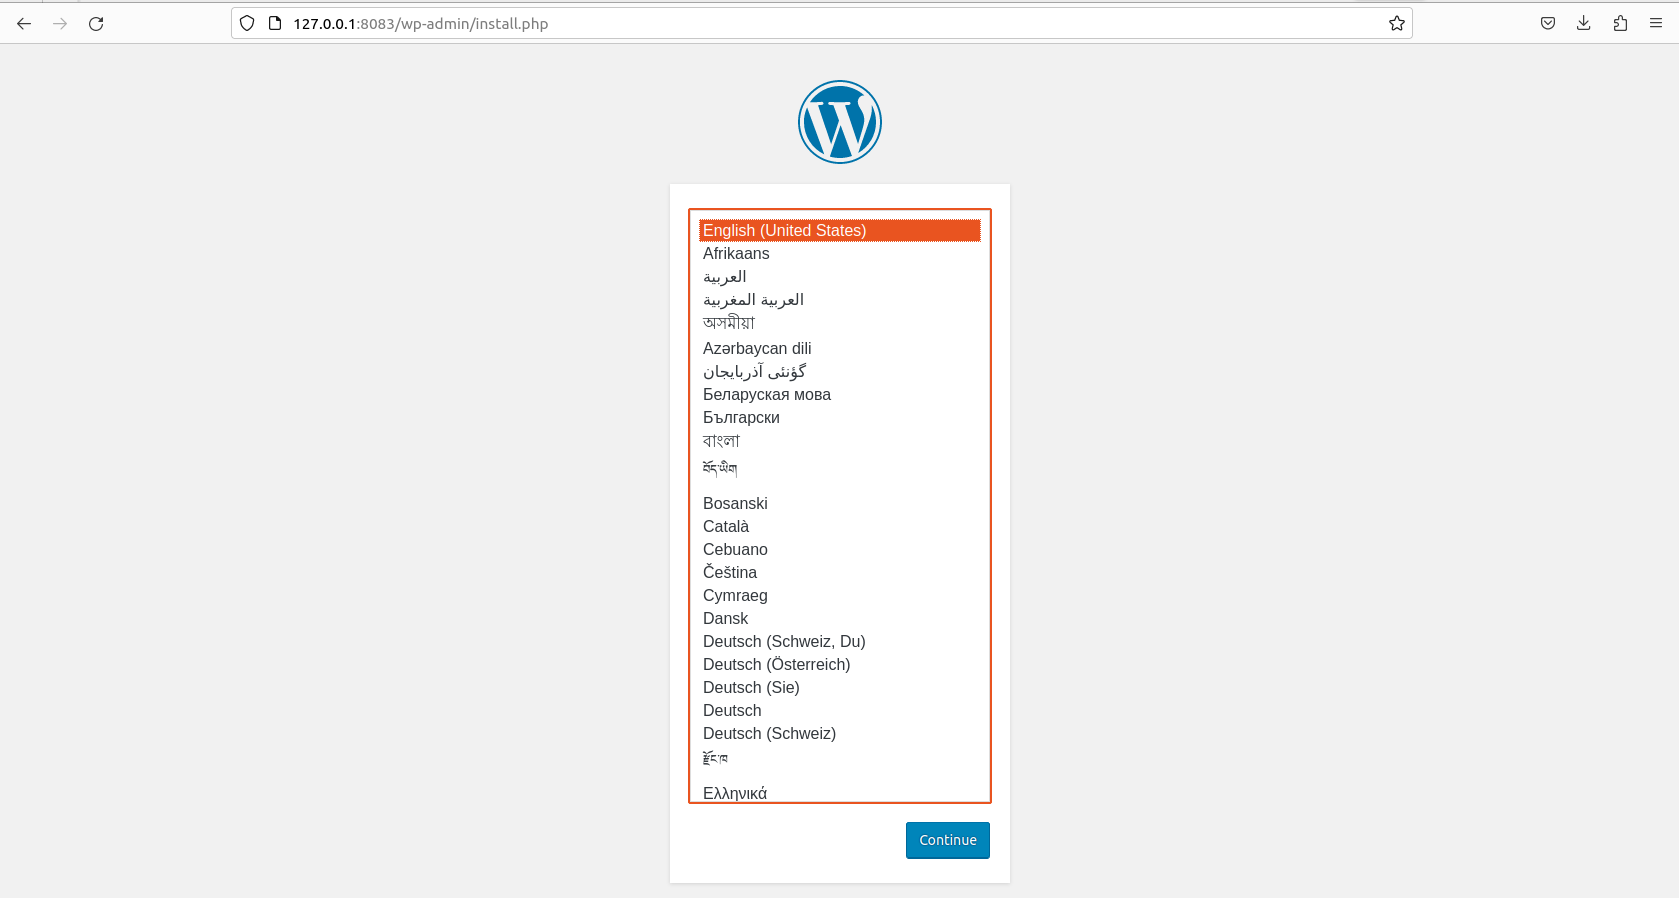 127.0.0.1:8083/wp-admin/install.php
English (United States)
Afrikaans
العربية
العربية المغربية
অসমীয়া
Azərbaycan dili
گؤنئی آذربایجان
Беларуская мова
Български
বাংলা
བོད་ཡིག
Bosanski
Català
Cebuano
Čeština
Cymraeg
Dansk
Deutsch (Schweiz, Du)
Deutsch (Österreich)
Deutsch (Sie)
Deutsch
Deutsch (Schweiz)
རྫོང་ཁ
Ελληνικά
Continue